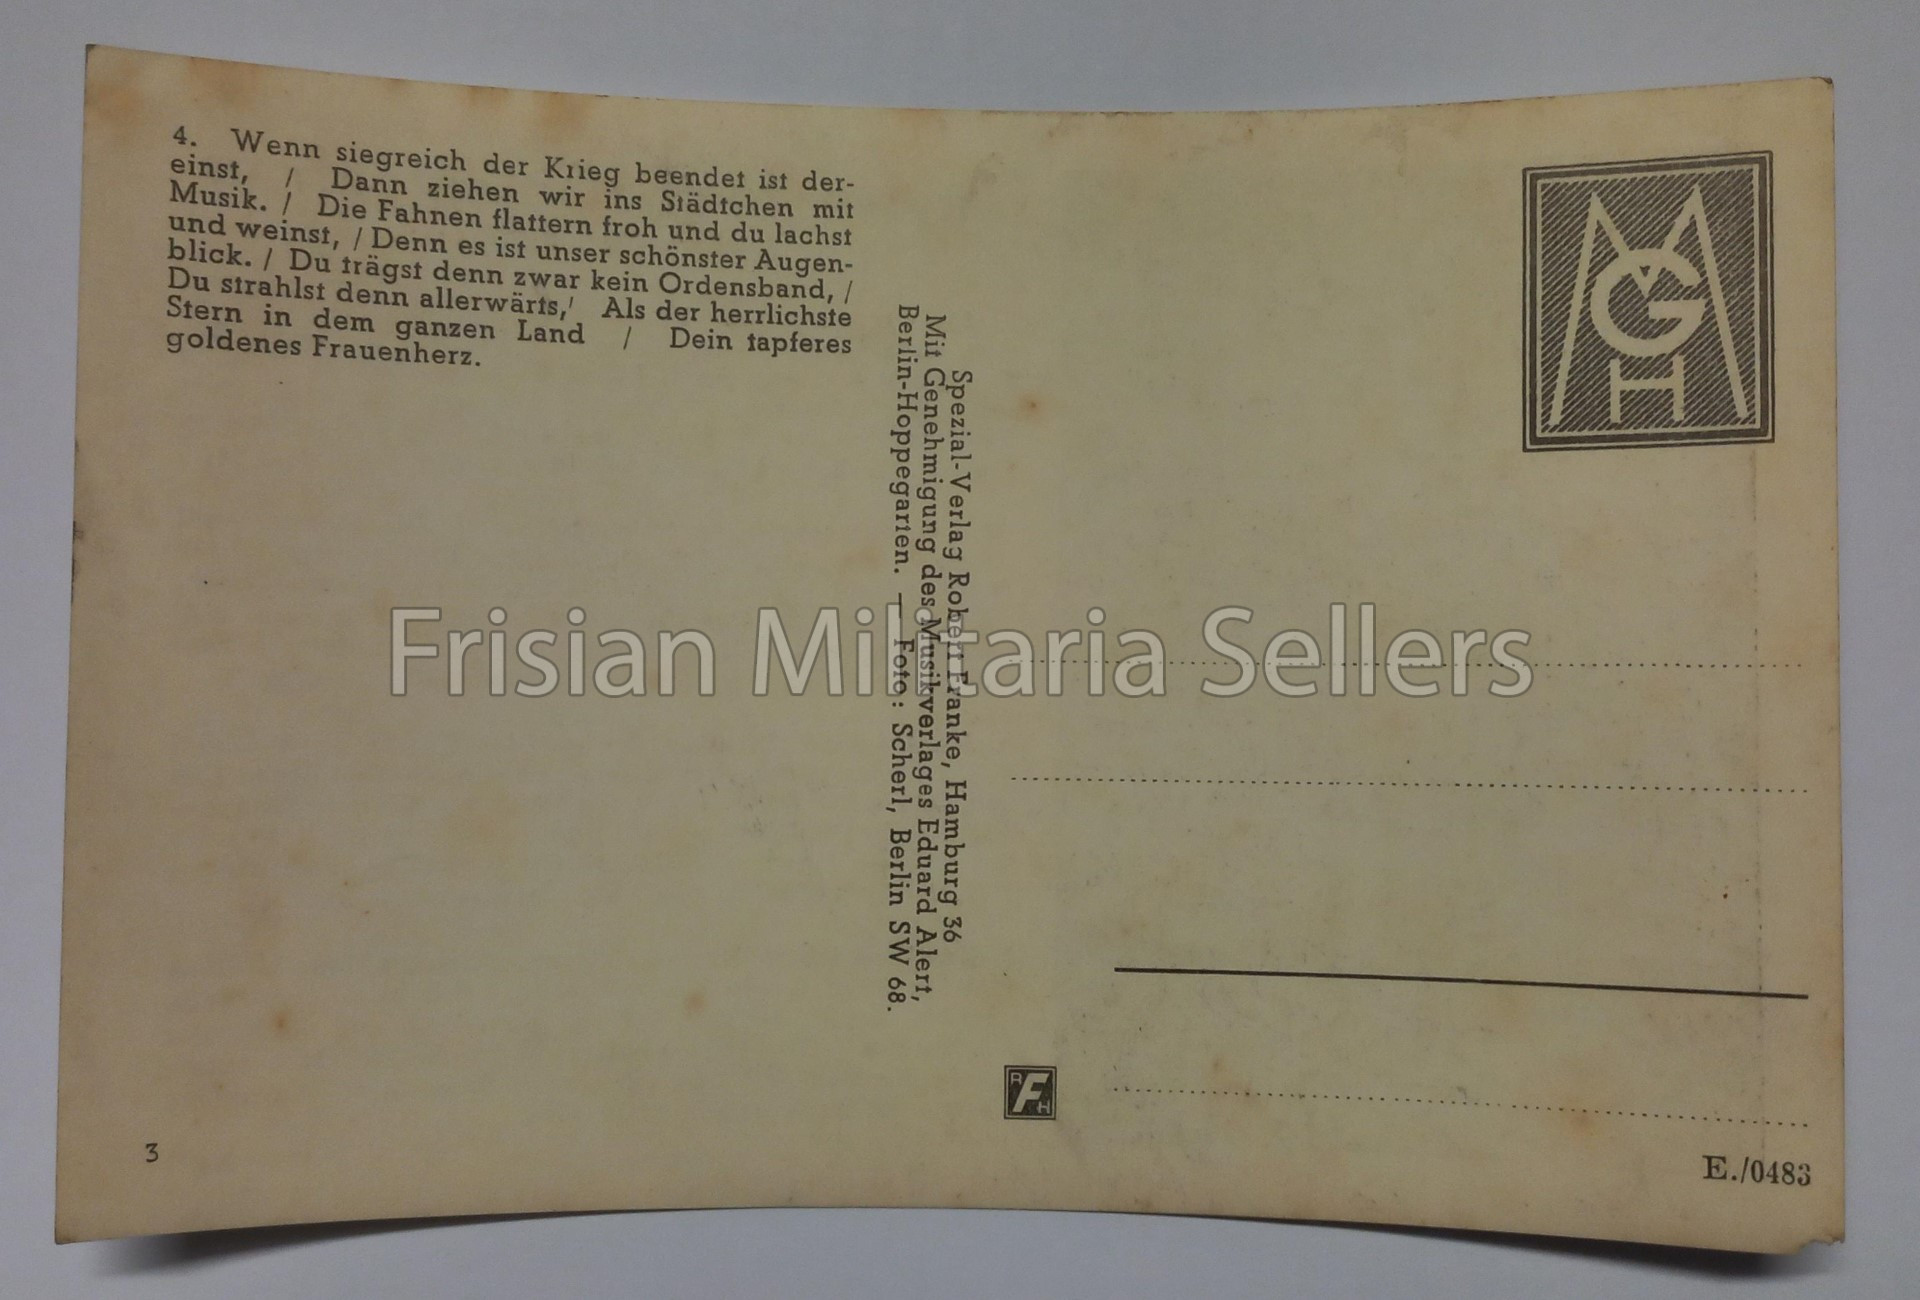 4. Wenn siegreich der Krieg beendet ist der-
einst, / Dann ziehen wir ins Städtchen mit
Musik. / Die Fahnen flattern froh und du lachst
und weinst, / Denn es ist unser schönster Augen-
blick. / Du trägst denn zwar kein Ordensband, /
Du strahlst denn allerwärts,/ Als der herrlichste
Stern in dem ganzen Land / Dein tapferes
goldenes Frauenherz.
Spezial-Verlag Robert Franke, Hamburg 36
Mit Genehmigung des Musikverlages Eduard Alert,
Berlin-Hoppegarten. — Foto: Scherl, Berlin SW 68.
M
G
H
Frisian Militaria Sellers
R F H
3
E./0483